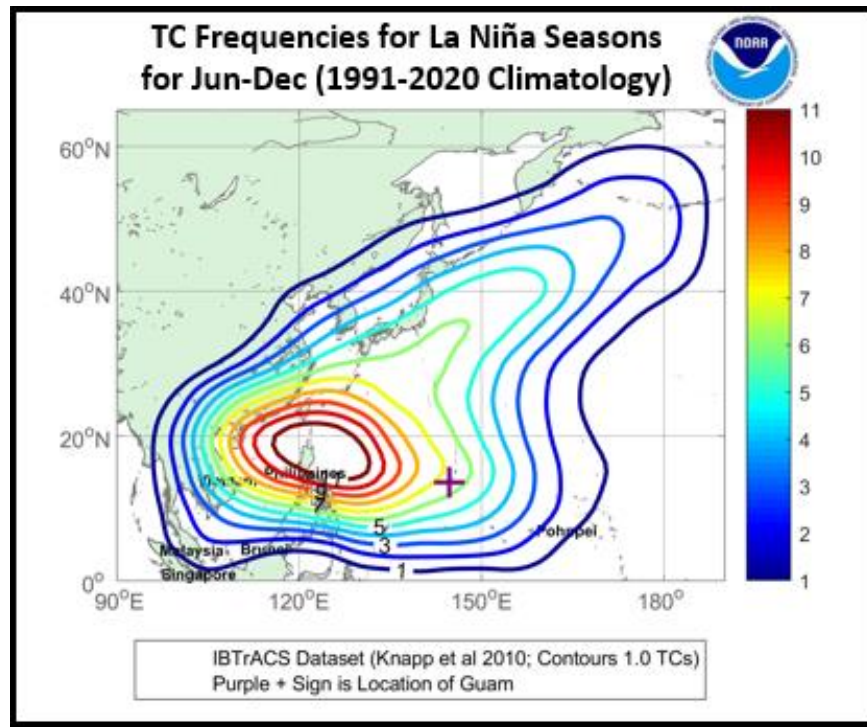 TC Frequencies for La Niña Seasons
for Jun-Dec (1991-2020 Climatology)
NOAA
60°N
40°N
20°N
0°
90°E
120°E
150°E
180°
11
10
9
8
7
6
5
4
3
2
1
Philippines
Pohnpei
Malaysia
Brunei
Singapore
5
3
1
IBTrACS Dataset (Knapp et al 2010; Contours 1.0 TCs)
Purple + Sign is Location of Guam